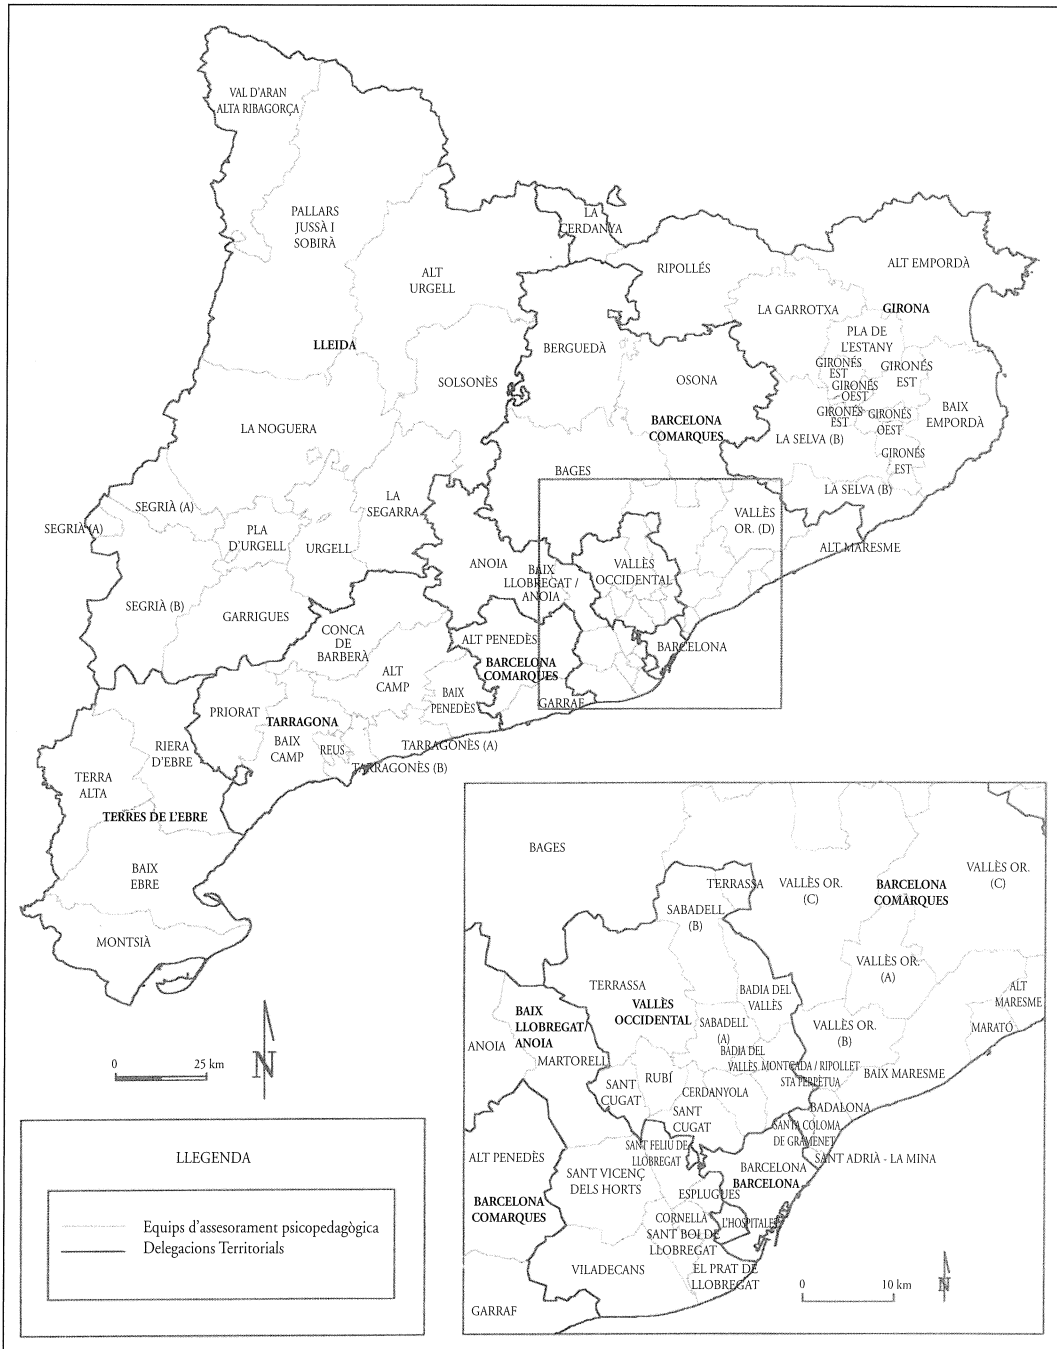 VAL D'ARAN
ALTA RIBAGORÇA
PALLARS
JUSSÀ I
SOBIRÀ
LA
CERDANYA
RIPOLLÉS
ALT EMPORDÀ
ALT
URGELL
LA GARROTXA
GIRONA
PLA DE
L'ESTANY
LLEIDA
BERGUEDÀ
GIRONÉS
EST
GIRONÉS
EST
SOLSONÈS
OSONA
GIRONÉS
OEST
BAIX
EMPORDÀ
GIRONÉS
EST
GIRONÉS
OEST
LA NOGUERA
BARCELONA
COMARQUES
LA SELVA (B)
GIRONÉS
EST
BAGES
LA SELVA (B)
SEGRIÀ (A)
LA
SEGARRA
VALLÈS
OR. (D)
SEGRIÀ (A)
PLA
D'URGELL
URGELL
ALT MARESME
ANOIA
BAIX
LLOBREGAT /
ANOIA
VALLÈS
OCCIDENTAL
SEGRIÀ (B)
GARRIGUES
CONCA
DE
BARBERÀ
ALT PENEDÈS
BARCELONA
BARCELONA
COMARQUES
ALT
CAMP
BAIX
PENEDÈS
GARRAF
PRIORAT
TARRAGONA
BAIX
CAMP
REUS
TARRAGONÈS (A)
TARRAGONÈS (B)
RIERA
D'EBRE
TERRA
ALTA
TERRES DE L'EBRE
BAIX
EBRE
MONTSIÀ
0 25 km
N
LLEGENDA
Equips d'assesorament psicopedagògica
Delegacions Territorials
BAGES
TERRASSA
VALLÈS OR.
(C)
BARCELONA
COMARQUES
VALLÈS OR.
(C)
SABADELL
(B)
VALLÈS OR.
(A)
TERRASSA
BADIA DEL
VALLÈS
ALT
MARESME
VALLÈS
OCCIDENTAL
BAIX
LLOBREGAT/
ANOIA
SABADELL
(A)
VALLÈS OR.
(B)
MARATÓ
ANOIA
MARTORELL
BADIA DEL
VALLÈS
MONTCADA / RIPOLLET
STA PERPÈTUA
BAIX MARESME
SANT
CUGAT
RUBÍ
CERDANYOLA
SANT
CUGAT
BADALONA
SANTA COLOMA
DE GRAMENET
SANT ADRIÀ - LA MINA
ALT PENEDÈS
SANT FELIU DE
LLOBREGAT
SANT VICENÇ
DELS HORTS
BARCELONA
BARCELONA
ESPLUGUES
BARCELONA
COMARQUES
CORNELLÀ
L'HOSPITALET
SANT BOI DE
LLOBREGAT
VILADECANS
EL PRAT DE
LLOBREGAT
GARRAF
0 10 km
N